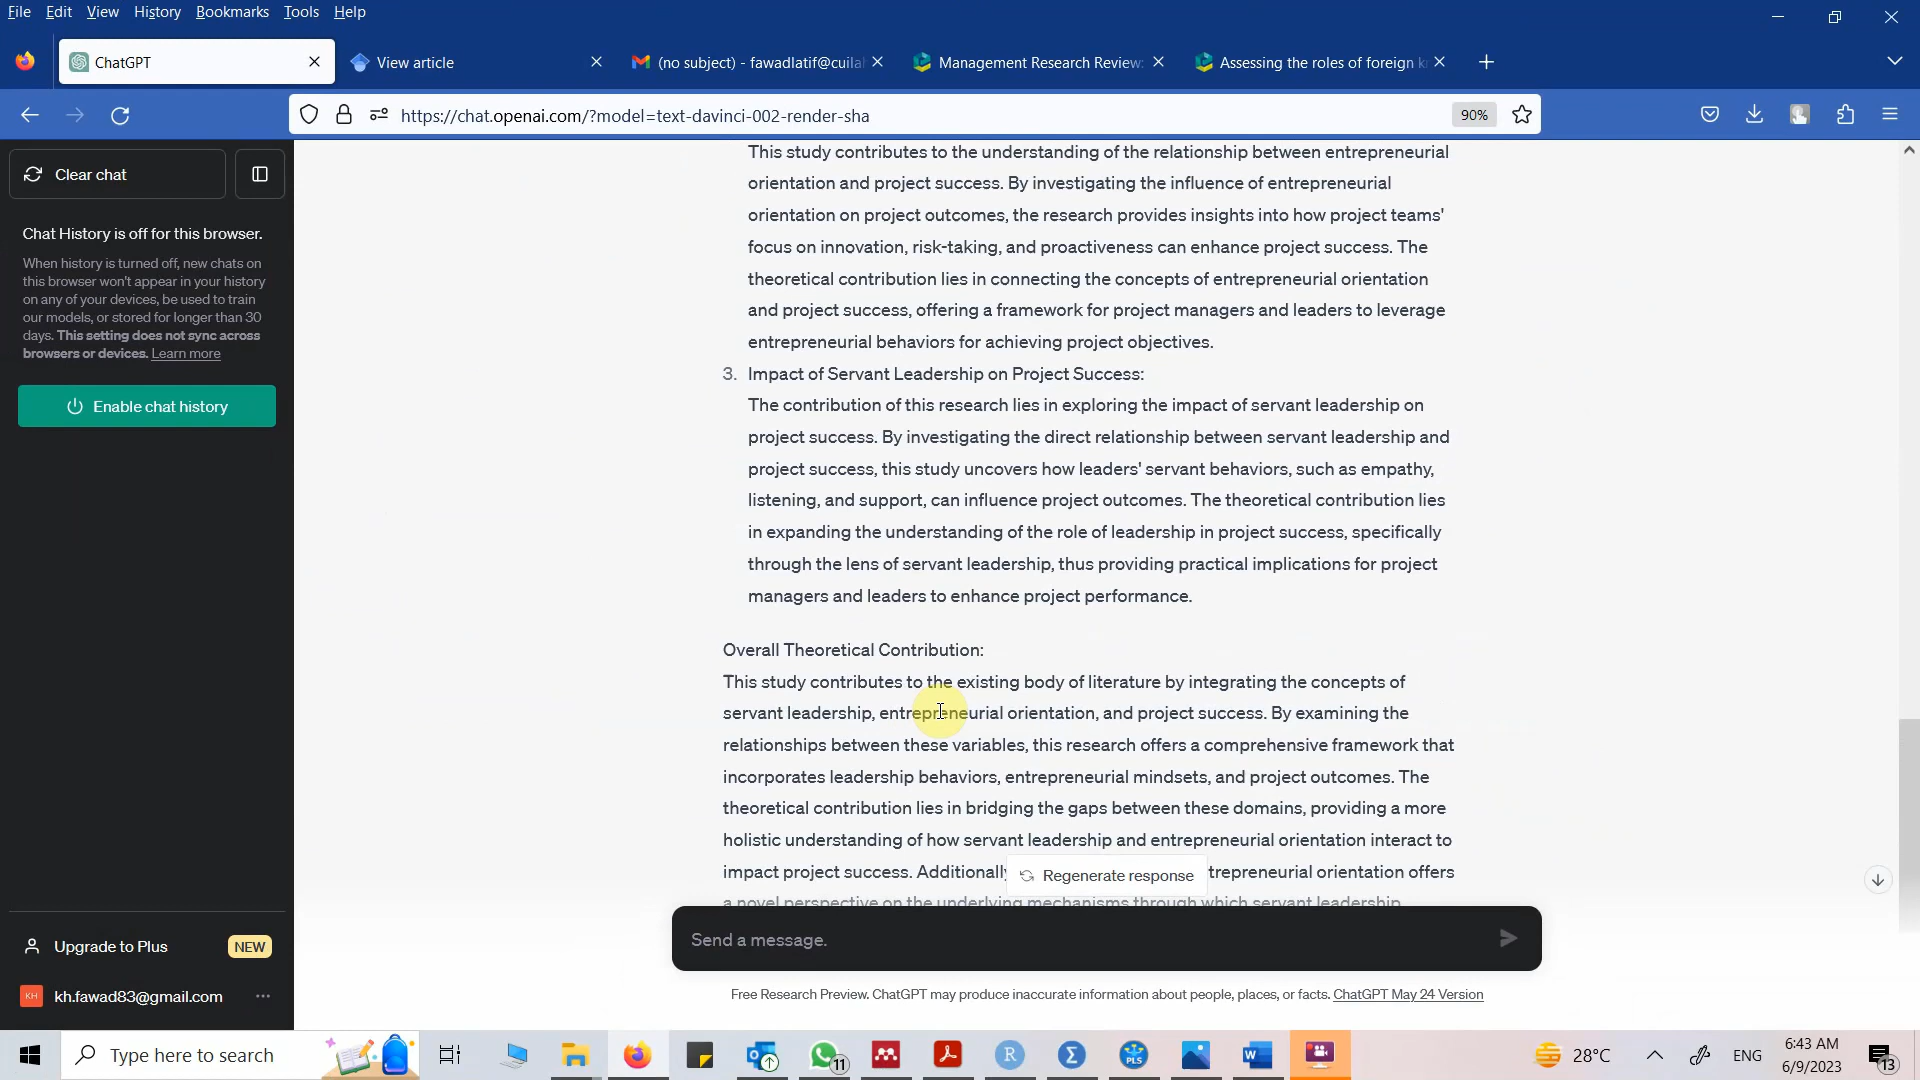 File Edit View History Bookmarks Tools Help
ChatGPT
View article
(no subject) - fawadlatif@cuila
Management Research Review:
Assessing the roles of foreign k
https://chat.openai.com/?model=text-davinci-002-render-sha
90%
Clear chat
Chat History is off for this browser.
When history is turned off, new chats on
this browser won't appear in your history
on any of your devices, be used to train
our models, or stored for longer than 30
days. This setting does not sync across
browsers or devices. Learn more
Enable chat history
This study contributes to the understanding of the relationship between entrepreneurial
orientation and project success. By investigating the influence of entrepreneurial
orientation on project outcomes, the research provides insights into how project teams'
focus on innovation, risk-taking, and proactiveness can enhance project success. The
theoretical contribution lies in connecting the concepts of entrepreneurial orientation
and project success, offering a framework for project managers and leaders to leverage
entrepreneurial behaviors for achieving project objectives.
3. Impact of Servant Leadership on Project Success:
The contribution of this research lies in exploring the impact of servant leadership on
project success. By investigating the direct relationship between servant leadership and
project success, this study uncovers how leaders' servant behaviors, such as empathy,
listening, and support, can influence project outcomes. The theoretical contribution lies
in expanding the understanding of the role of leadership in project success, specifically
through the lens of servant leadership, thus providing practical implications for project
managers and leaders to enhance project performance.
Overall Theoretical Contribution:
This study contributes to the existing body of literature by integrating the concepts of
servant leadership, entrepreneurial orientation, and project success. By examining the
relationships between these variables, this research offers a comprehensive framework that
incorporates leadership behaviors, entrepreneurial mindsets, and project outcomes. The
theoretical contribution lies in bridging the gaps between these domains, providing a more
holistic understanding of how servant leadership and entrepreneurial orientation interact to
impact project success. Additionally trepreneurial orientation offers
Regenerate response
a novel perspective on the underlying mechanisms through which servant leadership
Send a message.
Free Research Preview. ChatGPT may produce inaccurate information about people, places, or facts. ChatGPT May 24 Version
Upgrade to Plus NEW
KH kh.fawad83@gmail.com
Type here to search
11
R
Σ
PLS
W
28°C
ENG
6:43 AM
6/9/2023
13